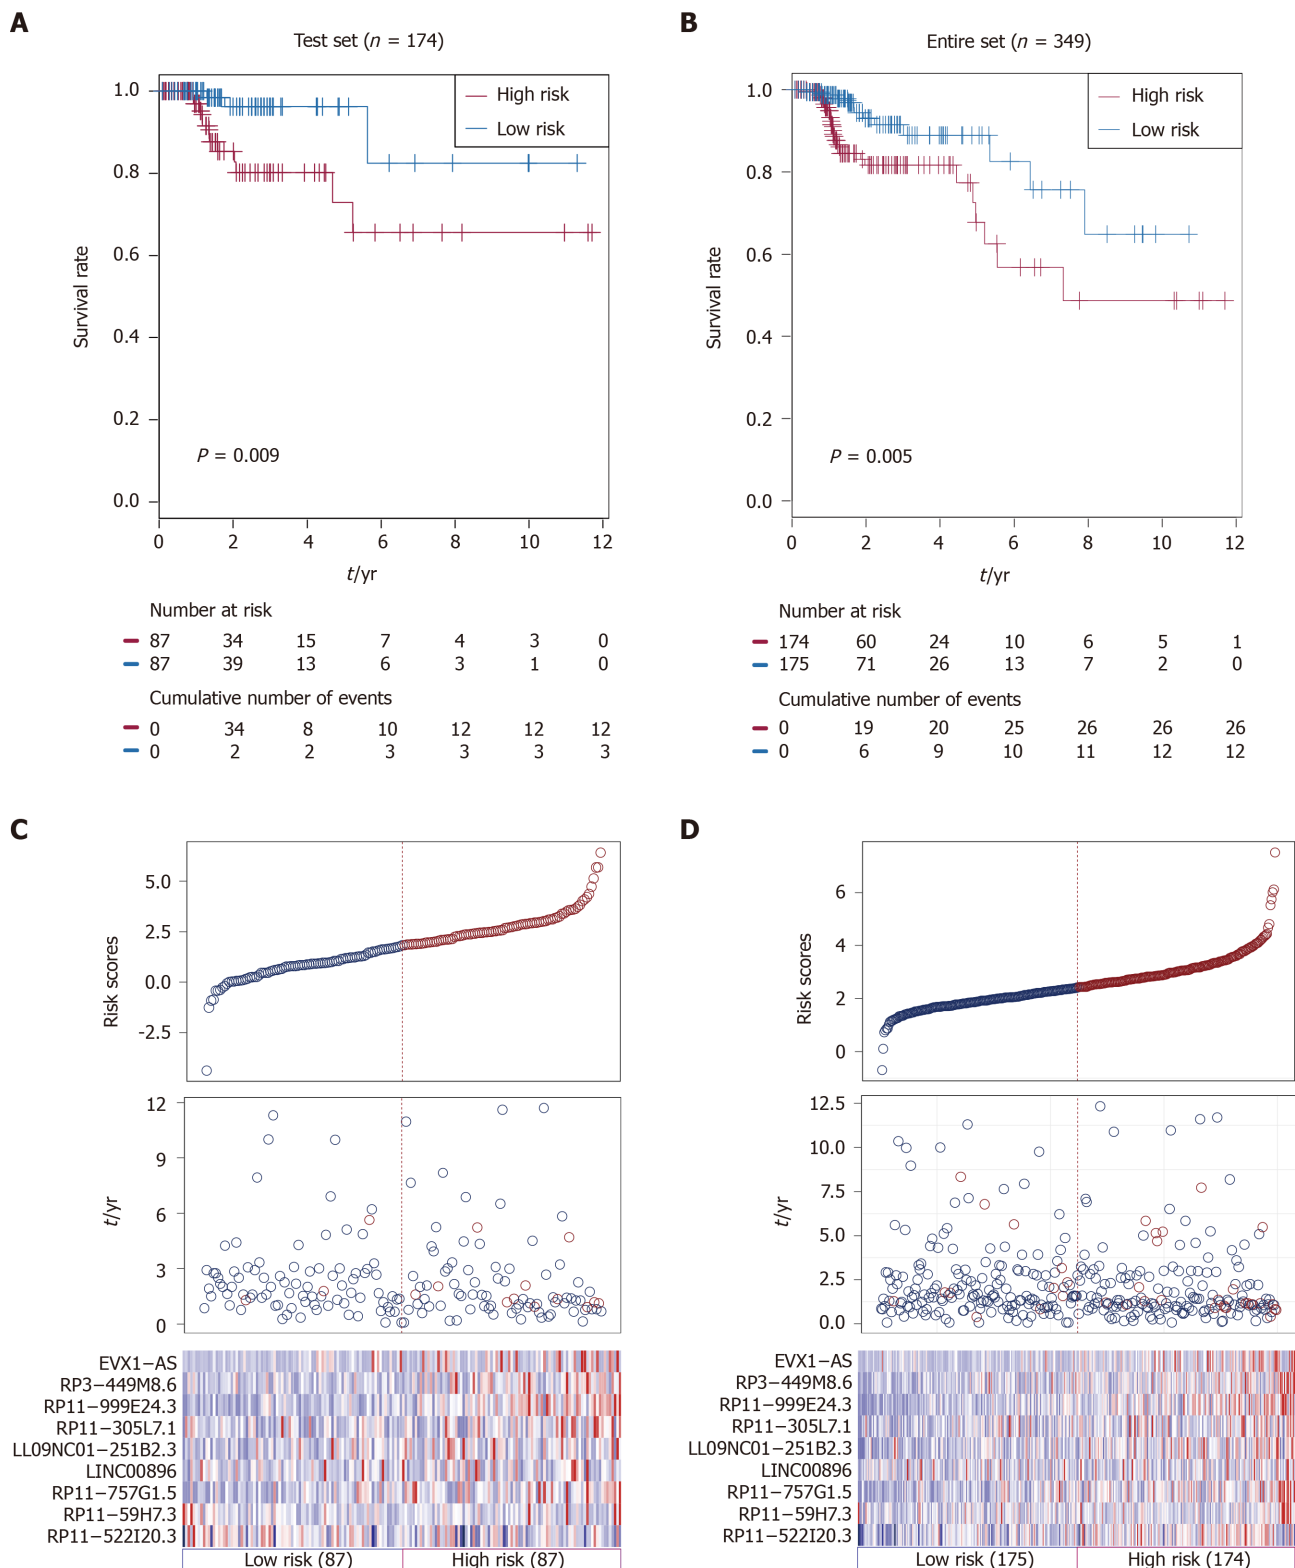 A
Test set (n = 174)
High risk
Low risk
1.0
0.8
0.6
0.4
0.2
0.0
Survival rate
P = 0.009
0 2 4 6 8 10 12
t/yr
Number at risk
87 34 15 7 4 3 0
87 39 13 6 3 1 0
Cumulative number of events
0 34 8 10 12 12 12
0 2 2 3 3 3 3
B
Entire set (n = 349)
High risk
Low risk
1.0
0.8
0.6
0.4
0.2
0.0
Survival rate
P = 0.005
0 2 4 6 8 10 12
t/yr
Number at risk
174 60 24 10 6 5 1
175 71 26 13 7 2 0
Cumulative number of events
0 19 20 25 26 26 26
0 6 9 10 11 12 12
C
5.0
2.5
0.0
-2.5
Risk scores
12
9
6
3
0
t/yr
EVX1−AS
RP3−449M8.6
RP11−999E24.3
RP11−305L7.1
LL09NC01−251B2.3
LINC00896
RP11−757G1.5
RP11−59H7.3
RP11−522I20.3
Low risk (87) High risk (87)
D
6
4
2
0
Risk scores
12.5
10.0
7.5
5.0
2.5
0.0
t/yr
EVX1−AS
RP3−449M8.6
RP11−999E24.3
RP11−305L7.1
LL09NC01−251B2.3
LINC00896
RP11−757G1.5
RP11−59H7.3
RP11−522I20.3
Low risk (175) High risk (174)